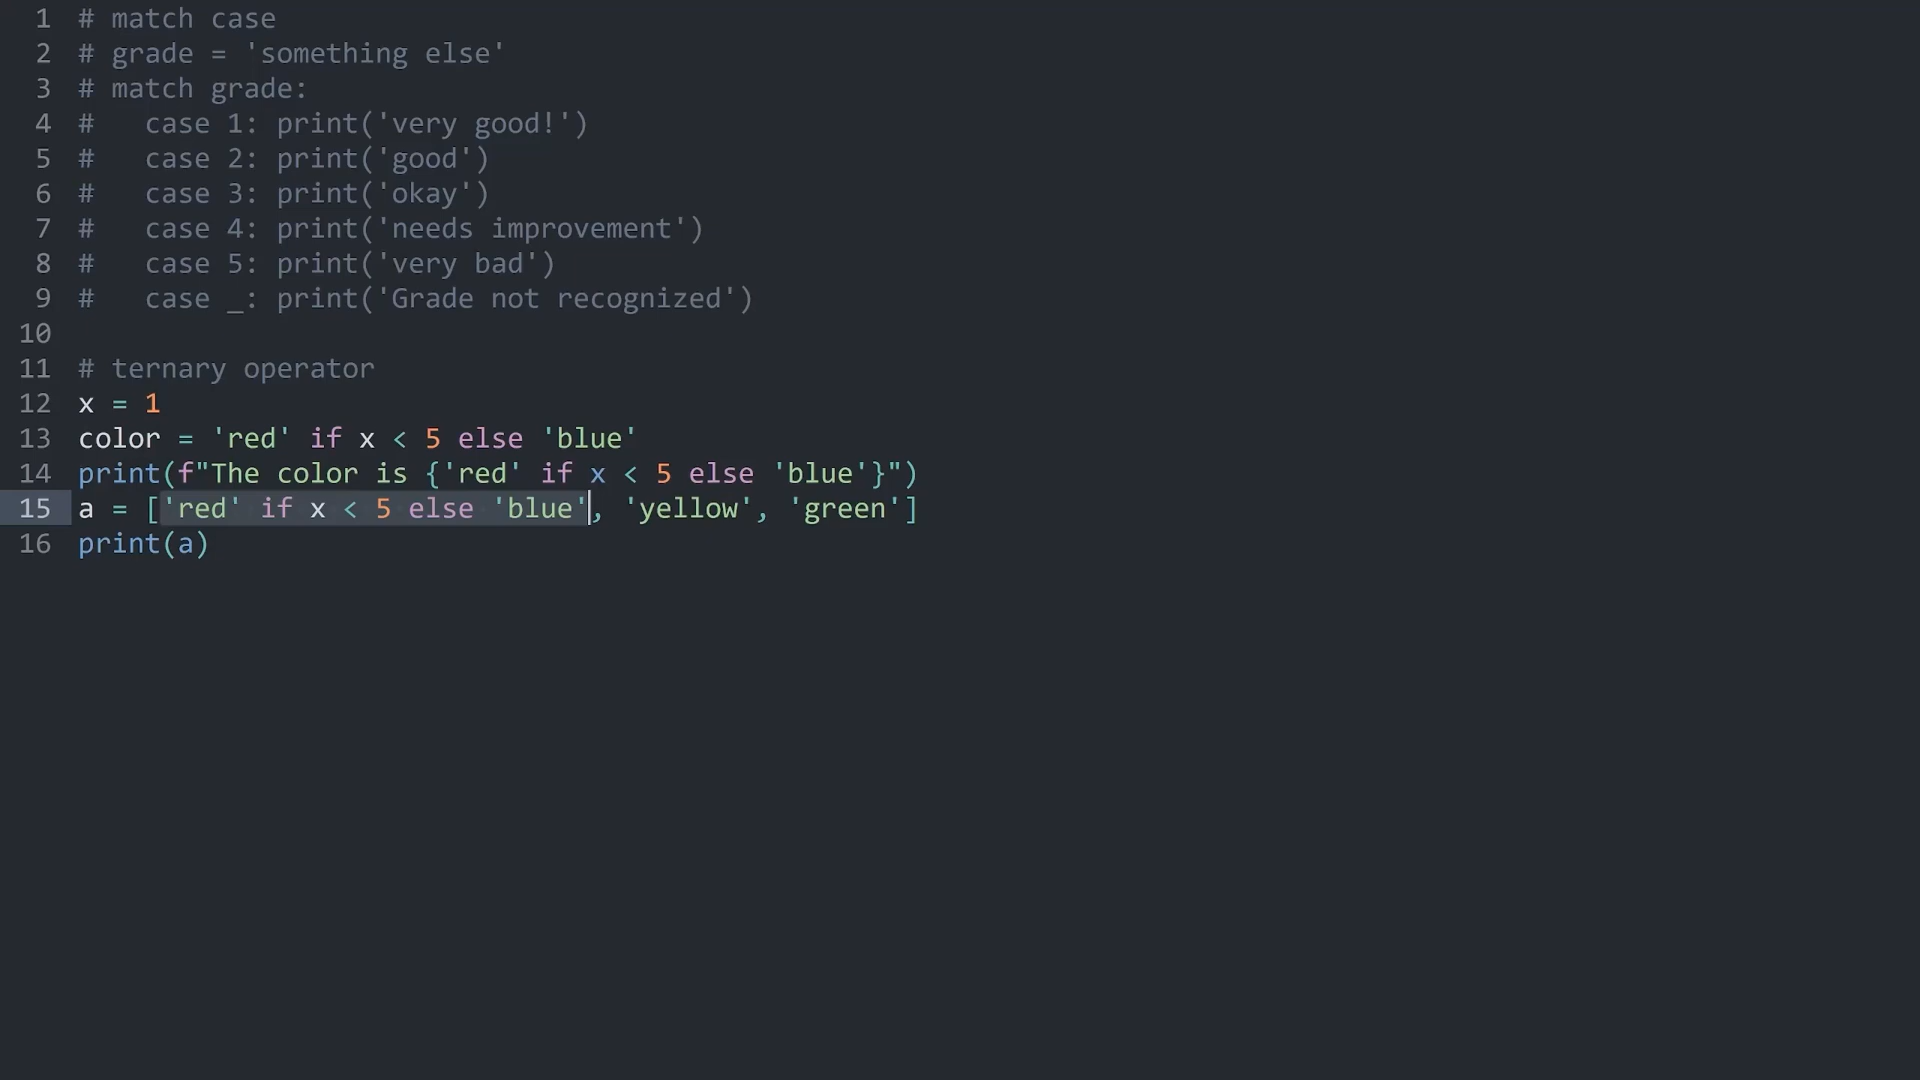 1 # match case
2 # grade = 'something else'
3 # match grade:
4 #   case 1: print('very good!')
5 #   case 2: print('good')
6 #   case 3: print('okay')
7 #   case 4: print('needs improvement')
8 #   case 5: print('very bad')
9 #   case _: print('Grade not recognized')
10
11 # ternary operator
12 x = 1
13 color = 'red' if x < 5 else 'blue'
14 print(f"The color is {'red' if x < 5 else 'blue'}")
15 a = ['red' if x < 5 else 'blue', 'yellow', 'green']
16 print(a)